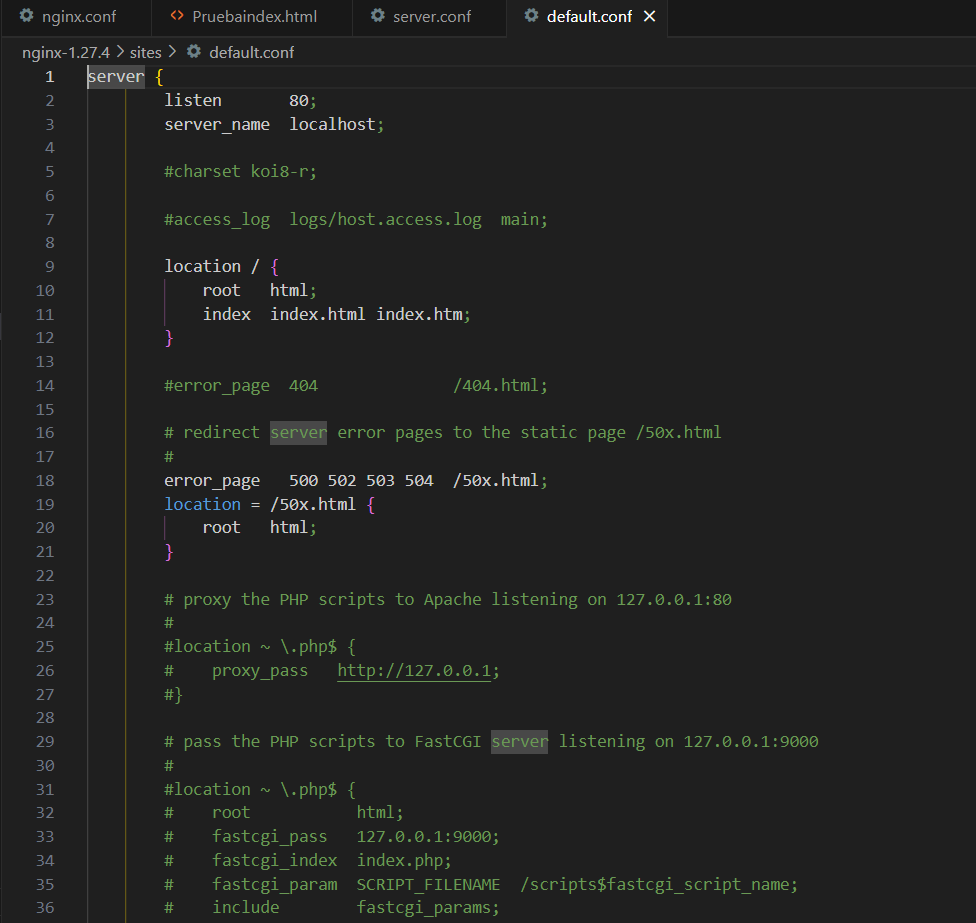 nginx.conf <> Pruebaindex.html server.conf default.conf ×
nginx-1.27.4 > sites > default.conf
1 server {
2 listen 80;
3 server_name localhost;
4
5 #charset koi8-r;
6
7 #access_log logs/host.access.log main;
8
9 location / {
10 root html;
11 index index.html index.htm;
12 }
13
14 #error_page 404 /404.html;
15
16 # redirect server error pages to the static page /50x.html
17 #
18 error_page 500 502 503 504 /50x.html;
19 location = /50x.html {
20 root html;
21 }
22
23 # proxy the PHP scripts to Apache listening on 127.0.0.1:80
24 #
25 #location ~ \.php$ {
26 # proxy_pass http://127.0.0.1;
27 #}
28
29 # pass the PHP scripts to FastCGI server listening on 127.0.0.1:9000
30 #
31 #location ~ \.php$ {
32 # root html;
33 # fastcgi_pass 127.0.0.1:9000;
34 # fastcgi_index index.php;
35 # fastcgi_param SCRIPT_FILENAME /scripts$fastcgi_script_name;
36 # include fastcgi_params;